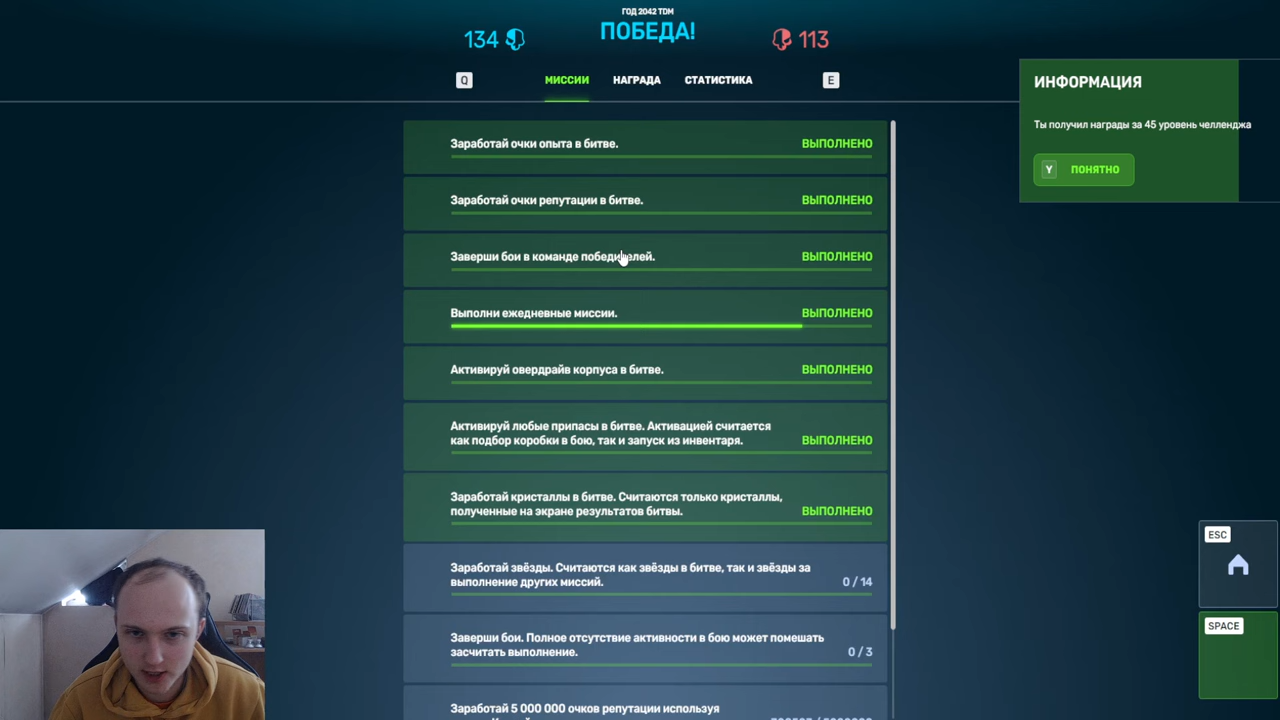 ГОД 2042 TDM
134
ПОБЕДА!
113
Q
МИССИИ
НАГРАДА
СТАТИСТИКА
E
ИНФОРМАЦИЯ
Ты получил награды за 45 уровень челленджа
Y ПОНЯТНО
Заработай очки опыта в битве. ВЫПОЛНЕНО
Заработай очки репутации в битве. ВЫПОЛНЕНО
Заверши бои в команде победителей. ВЫПОЛНЕНО
Выполни ежедневные миссии. ВЫПОЛНЕНО
Активируй овердрайв корпуса в битве. ВЫПОЛНЕНО
Активируй любые припасы в битве. Активацией считается
как подбор коробки в бою, так и запуск из инвентаря. ВЫПОЛНЕНО
Заработай кристаллы в битве. Считаются только кристаллы,
полученные на экране результатов битвы. ВЫПОЛНЕНО
Заработай звёзды. Считаются как звёзды в битве, так и звёзды за
выполнение других миссий. 0 / 14
Заверши бои. Полное отсутствие активности в бою может помешать
засчитать выполнение. 0 / 3
Заработай 5 000 000 очков репутации используя
ESC
SPACE